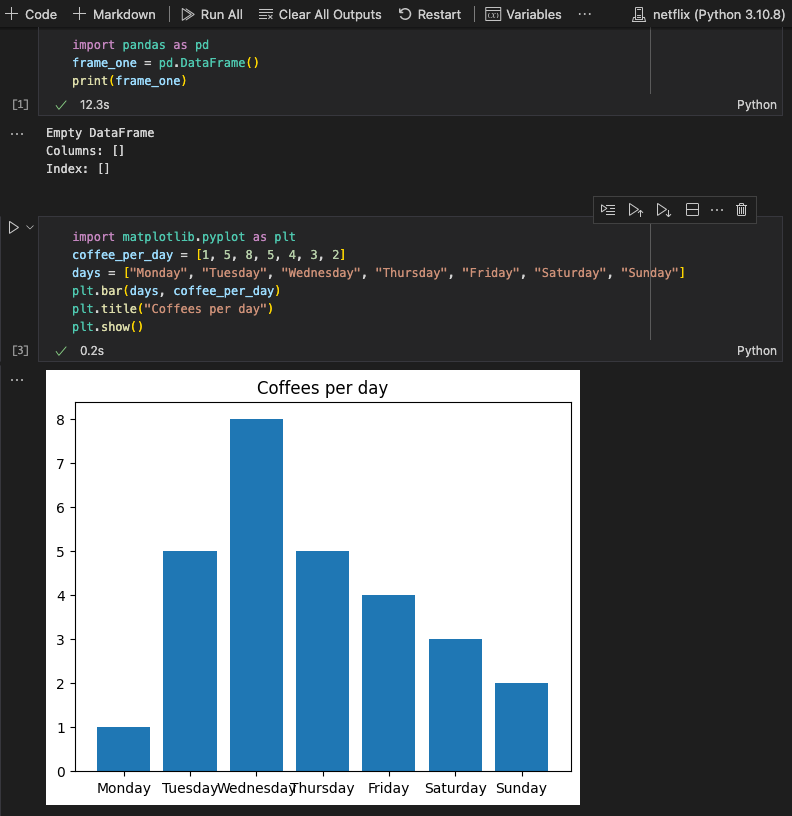 Code Markdown Run All Clear All Outputs Restart Variables ... netflix (Python 3.10.8)
import pandas as pd
frame_one = pd.DataFrame()
print(frame_one)
[1] 12.3s Python
... Empty DataFrame
Columns: []
Index: []
...
import matplotlib.pyplot as plt
coffee_per_day = [1, 5, 8, 5, 4, 3, 2]
days = ["Monday", "Tuesday", "Wednesday", "Thursday", "Friday", "Saturday", "Sunday"]
plt.bar(days, coffee_per_day)
plt.title("Coffees per day")
plt.show()
[3] 0.2s Python
...
Coffees per day
8
7
6
5
4
3
2
1
0
Monday Tuesday Wednesday Thursday Friday Saturday Sunday